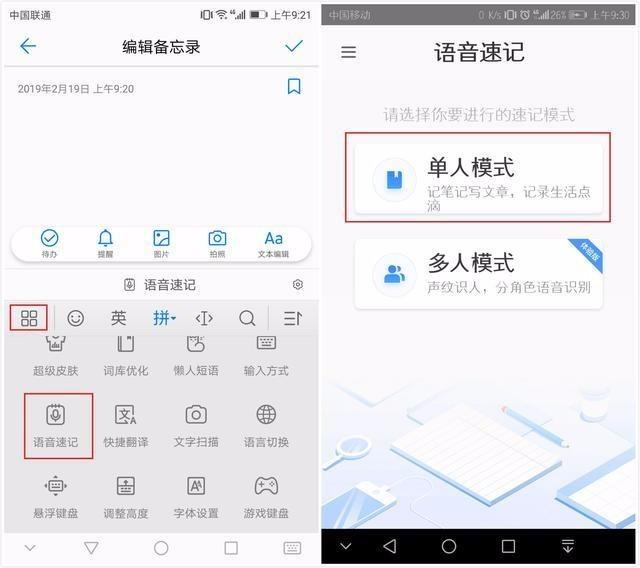 中国联通
上午9:21
编辑备忘录
2019年2月19日 上午9:20
待办 提醒 图片 拍照 Aa 文本编辑
语音速记
英 拼
超级皮肤 词库优化 懒人短语 输入方式
语音速记 快捷翻译 文字扫描 语言切换
悬浮键盘 调整高度 字体设置 游戏键盘
中国移动
0 K/s 26% 上午9:30
语音速记
请选择你要进行的速记模式
单人模式
记笔记写文章，记录生活点
滴
体验版
多人模式
声纹识人，分角色语音识别